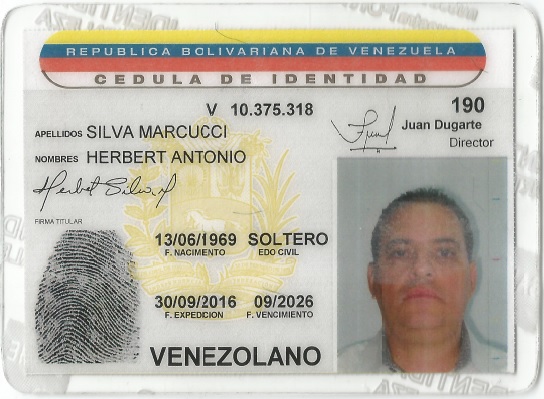 REPUBLICA BOLIVARIANA DE VENEZUELA
CEDULA DE IDENTIDAD
V 10.375.318
190
APELLIDOS SILVA MARCUCCI
Juan Dugarte
Director
NOMBRES HERBERT ANTONIO
Herbet Silva M
FIRMA TITULAR
13/06/1969 SOLTERO
F. NACIMIENTO EDO CIVIL
30/09/2016 09/2026
F. EXPEDICION F. VENCIMIENTO
VENEZOLANO